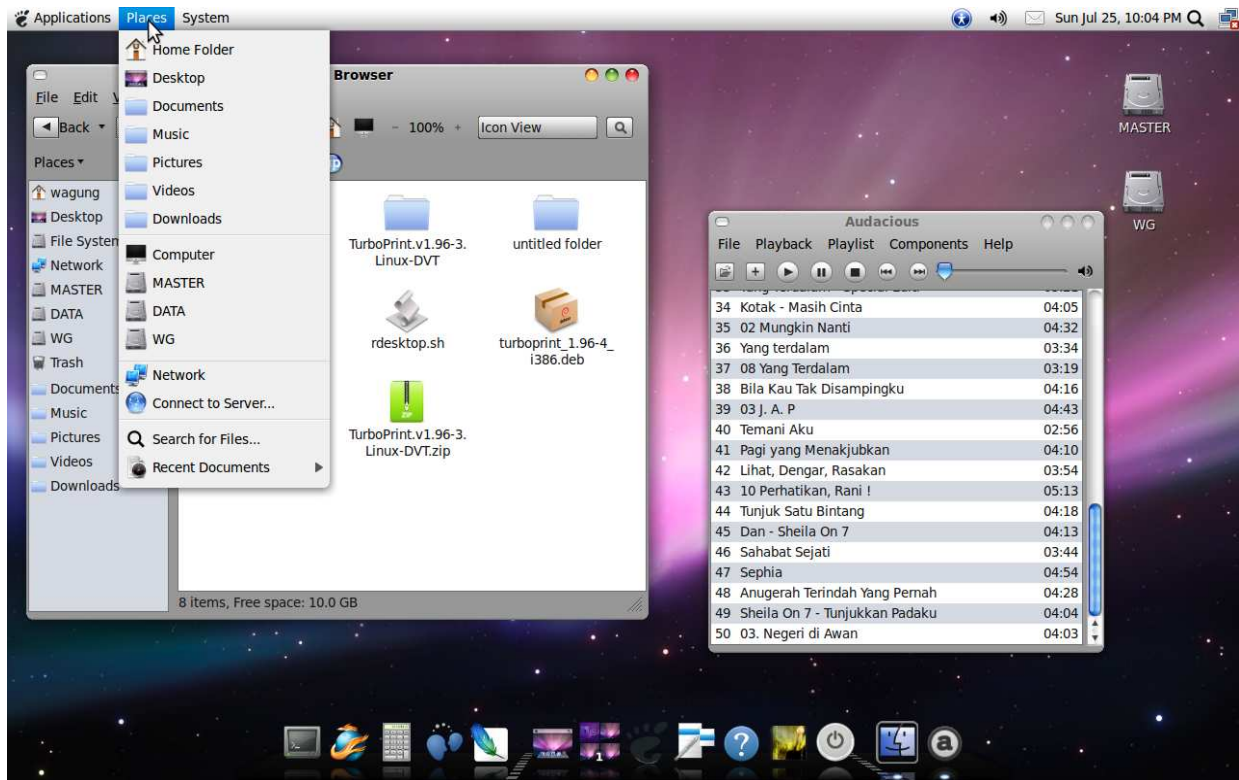 Applications Places System
Sun Jul 25, 10:04 PM
Home Folder
Desktop
Documents
Music
Pictures
Videos
Downloads
Computer
MASTER
DATA
WG
Network
Connect to Server...
Search for Files...
Recent Documents
Browser
File Edit
Back
- 100% + Icon View
Places
wagung
Desktop
File System
Network
MASTER
DATA
WG
Trash
Documents
Music
Pictures
Videos
Downloads
TurboPrint.v1.96-3.
Linux-DVT
untitled folder
rdesktop.sh
turboprint_1.96-4_
i386.deb
ZIP
TurboPrint.v1.96-3.
Linux-DVT.zip
8 items, Free space: 10.0 GB
MASTER
WG
Audacious
File Playback Playlist Components Help
34 Kotak - Masih Cinta 04:05
35 02 Mungkin Nanti 04:32
36 Yang terdalam 03:34
37 08 Yang Terdalam 03:19
38 Bila Kau Tak Disampingku 04:16
39 03 J. A. P 04:43
40 Temani Aku 02:56
41 Pagi yang Menakjubkan 04:10
42 Lihat, Dengar, Rasakan 03:54
43 10 Perhatikan, Rani ! 05:13
44 Tunjuk Satu Bintang 04:18
45 Dan - Sheila On 7 04:13
46 Sahabat Sejati 03:44
47 Sephia 04:54
48 Anugerah Terindah Yang Pernah 04:28
49 Sheila On 7 - Tunjukkan Padaku 04:04
50 03. Negeri di Awan 04:03
1
?
a